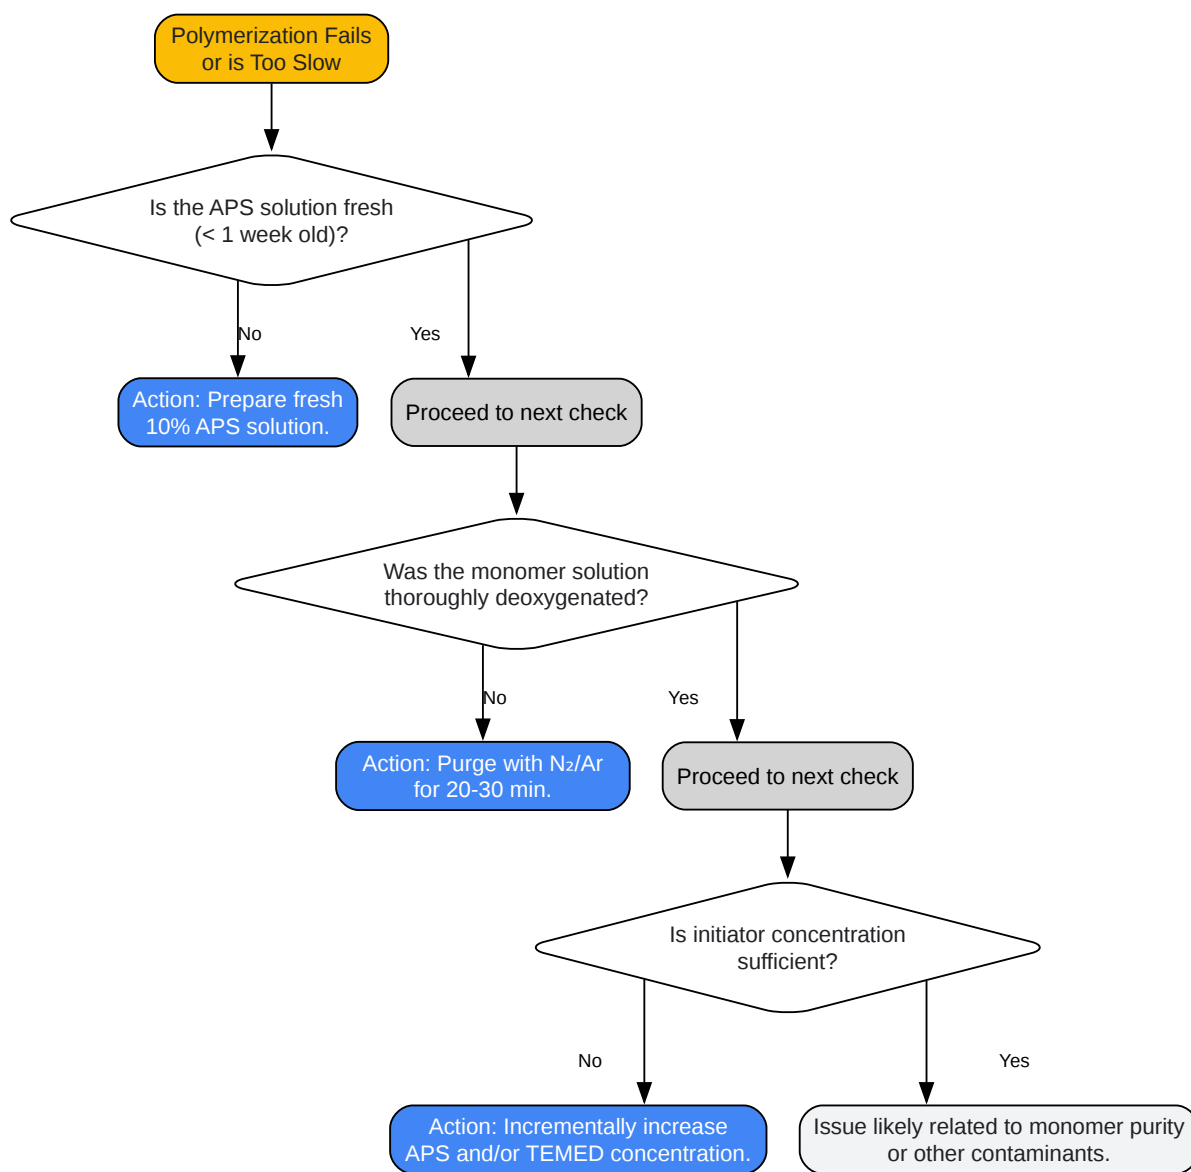 Polymerization Fails
or is Too Slow
Is the APS solution fresh
(< 1 week old)?
No
Yes
Action: Prepare fresh
10% APS solution.
Proceed to next check
Was the monomer solution
thoroughly deoxygenated?
No
Yes
Action: Purge with N₂/Ar
for 20-30 min.
Proceed to next check
Is initiator concentration
sufficient?
No
Yes
Action: Incrementally increase
APS and/or TEMED concentration.
Issue likely related to monomer purity
or other contaminants.